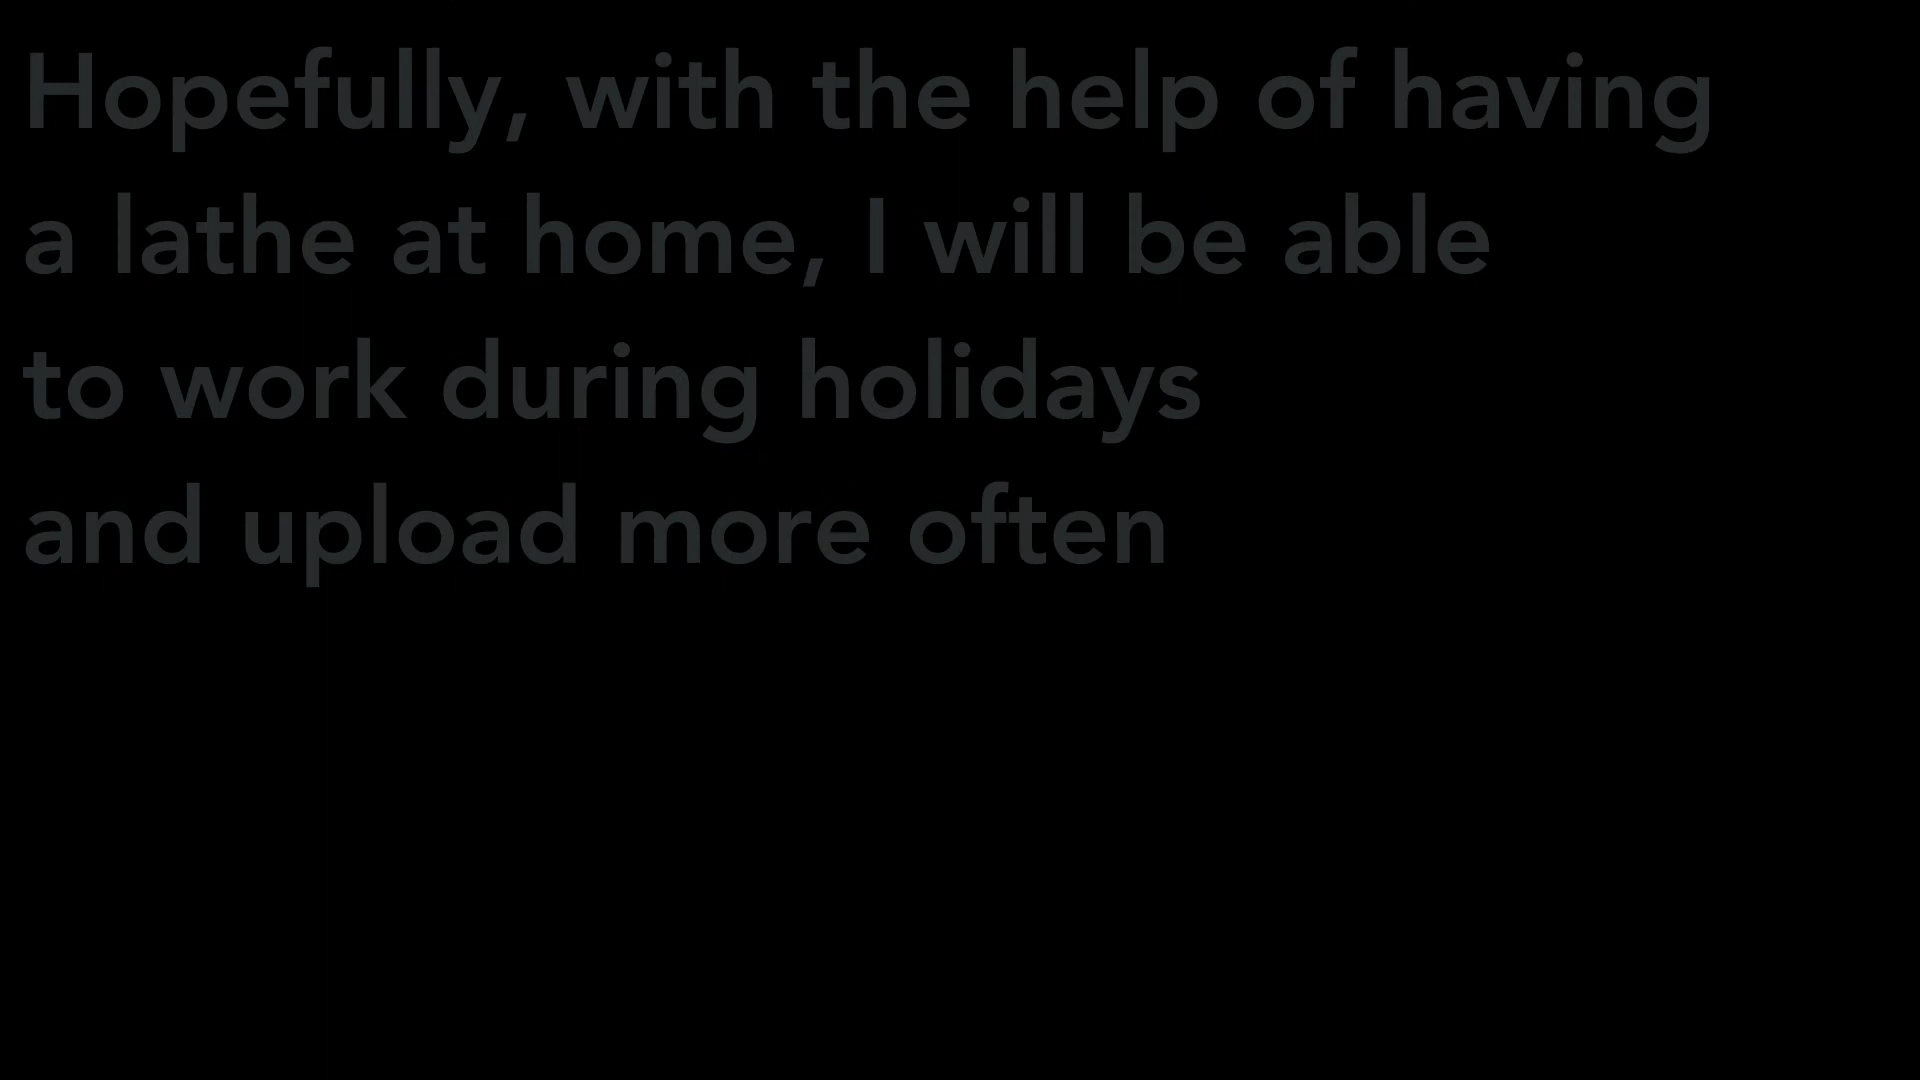 Hopefully, with the help of having
a lathe at home, I will be able
to work during holidays
and upload more often